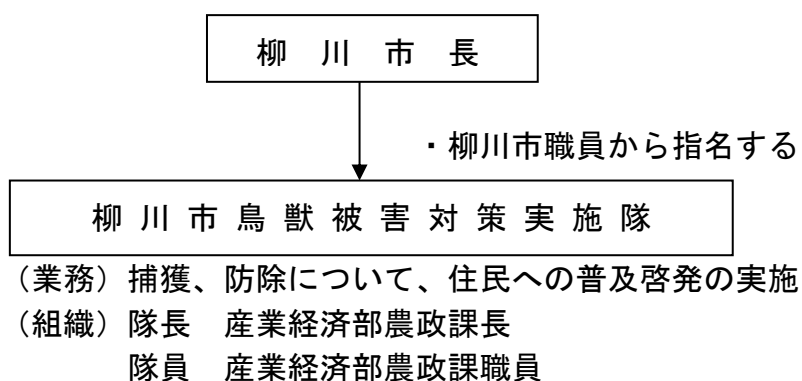 柳 川 市 長
・柳川市職員から指名する
柳 川 市 鳥 獣 被 害 対 策 実 施 隊
（業務）捕獲、防除について、住民への普及啓発の実施
（組織）隊長 産業経済部農政課長
隊員 産業経済部農政課職員